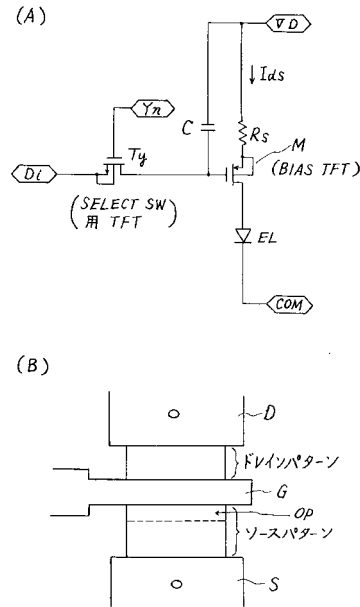 (A)
VD
Ids
Yn
C
Rs
M
Ty
(BIAS TFT)
Di
(SELECT SW
用 TFT)
EL
COM
(B)
D
ドレインパターン
G
OP
ソースパターン
S